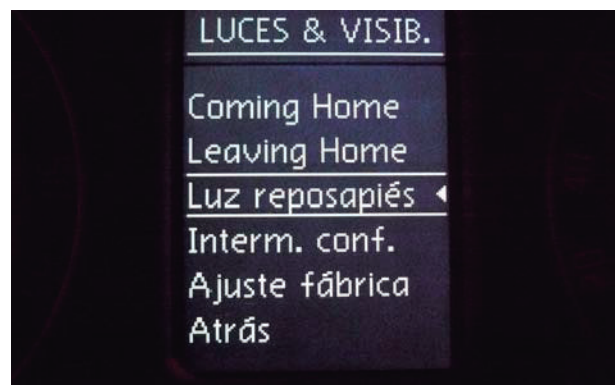 LUCES & VISIB.
Coming Home
Leaving Home
Luz reposapiés
Interm. conf.
Ajuste fábrica
Atrás